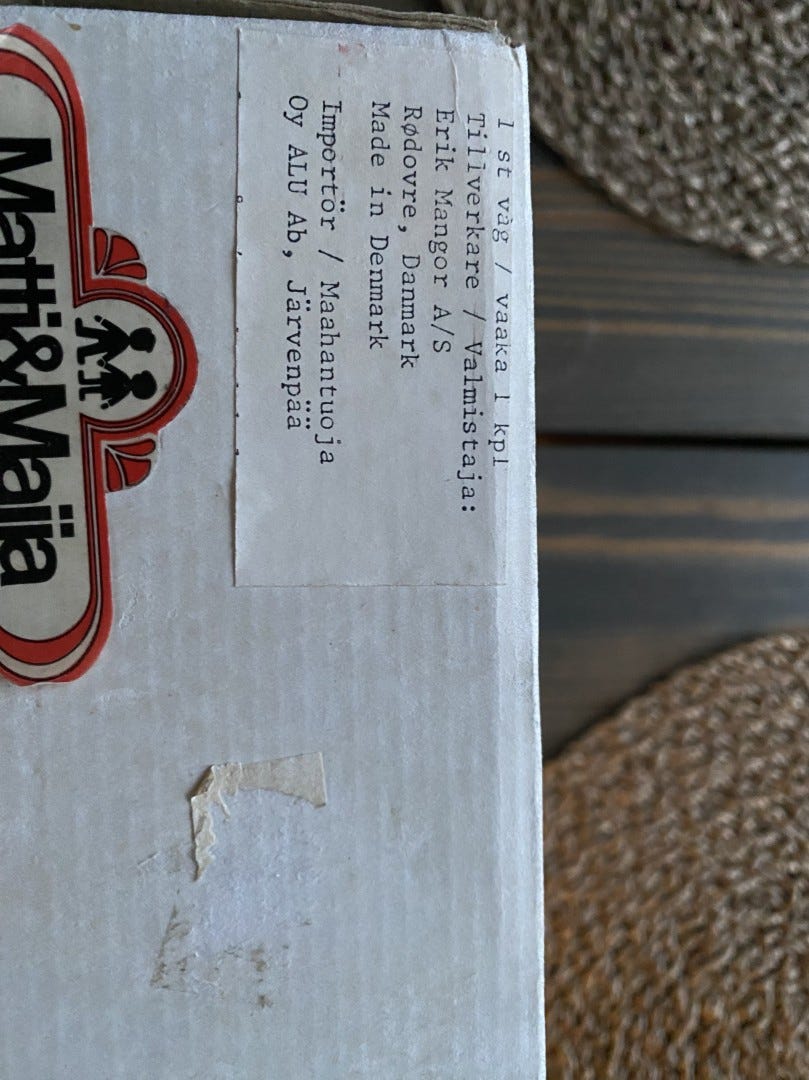 1 st våg / vaaka 1 kpl
Tillverkare / Valmistaja:
Erik Mangor A/S
Rødovre, Danmark
Made in Denmark
Importör / Maahantuoja
Oy ALU Ab, Järvenpää
Matti&Maija